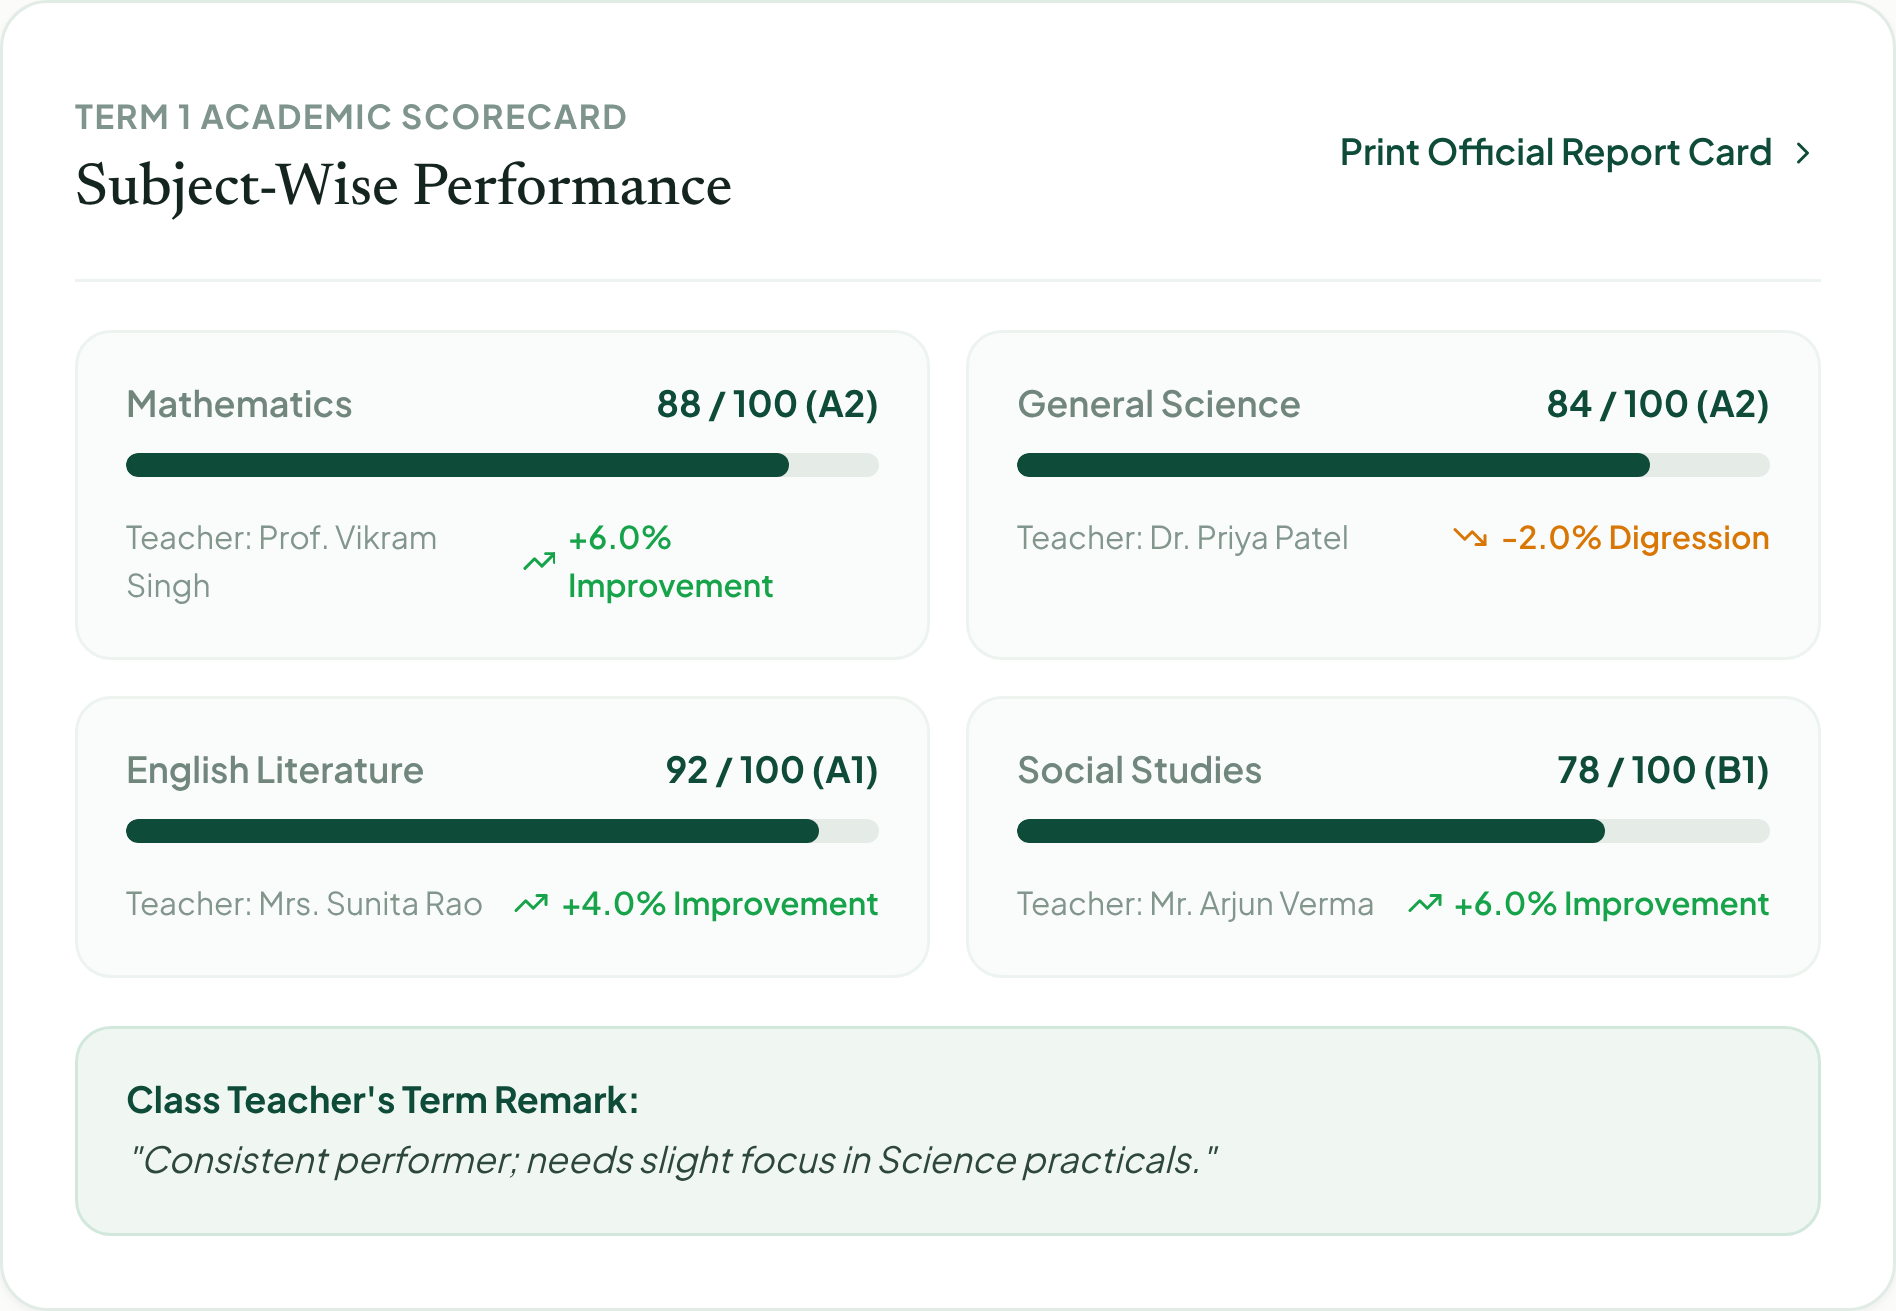 TERM 1 ACADEMIC SCORECARD
Subject-Wise Performance
Print Official Report Card
Mathematics
88 / 100 (A2)
Teacher: Prof. Vikram
Singh
+6.0%
Improvement
General Science
84 / 100 (A2)
Teacher: Dr. Priya Patel
-2.0% Digression
English Literature
92 / 100 (A1)
Teacher: Mrs. Sunita Rao
+4.0% Improvement
Social Studies
78 / 100 (B1)
Teacher: Mr. Arjun Verma
+6.0% Improvement
Class Teacher's Term Remark:
"Consistent performer; needs slight focus in Science practicals."